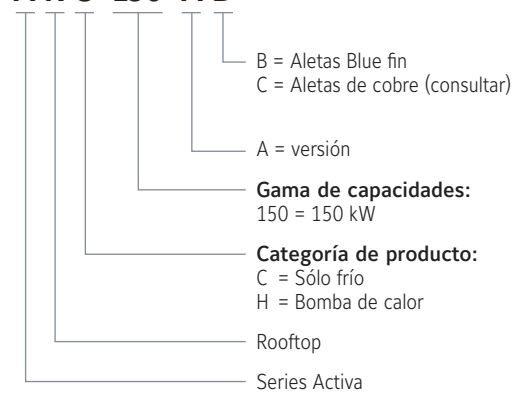 B = Aletas Blue fin
C = Aletas de cobre (consultar)
A = versión
Gama de capacidades:
150 = 150 kW
Categoría de producto:
C = Sólo frío
H = Bomba de calor
Rooftop
Series Activa